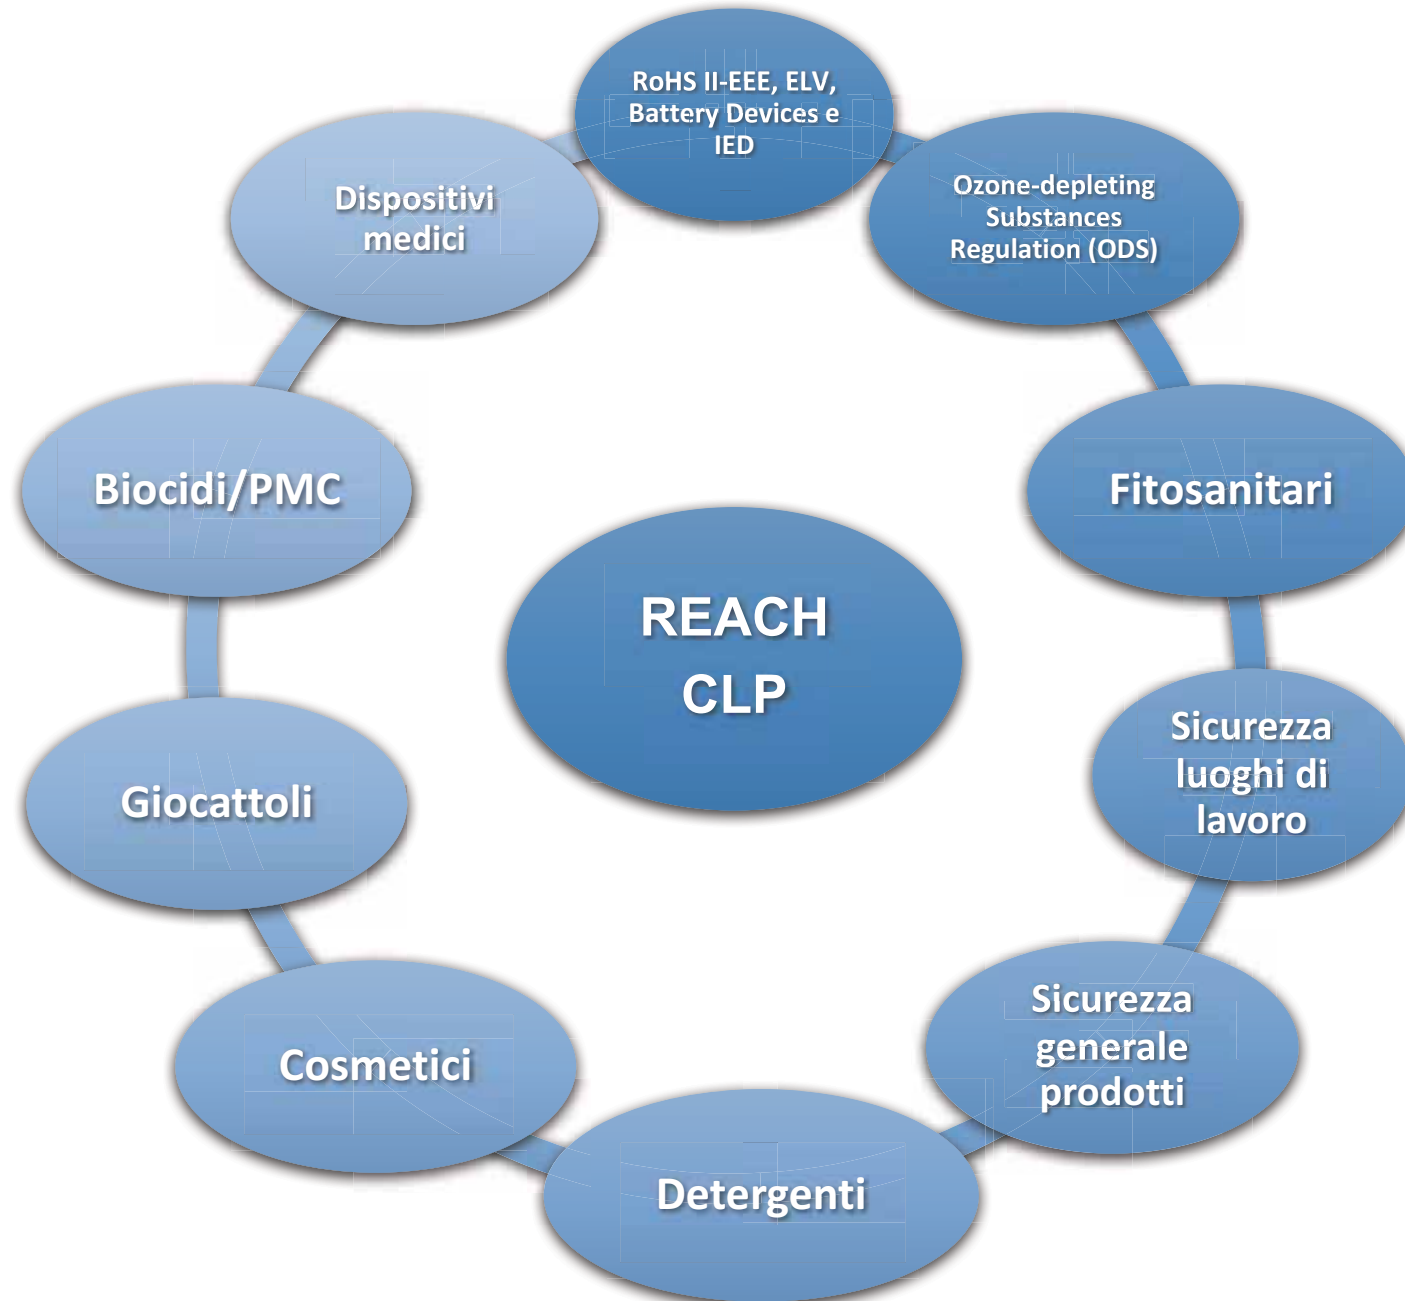 RoHS II-EEE, ELV,
Battery Devices e
IED
Ozone-depleting
Substances
Regulation (ODS)
Fitosanitari
Sicurezza
luoghi di
lavoro
Sicurezza
generale
prodotti
Detergenti
Cosmetici
Giocattoli
Biocidi/PMC
Dispositivi
medici
REACH
CLP